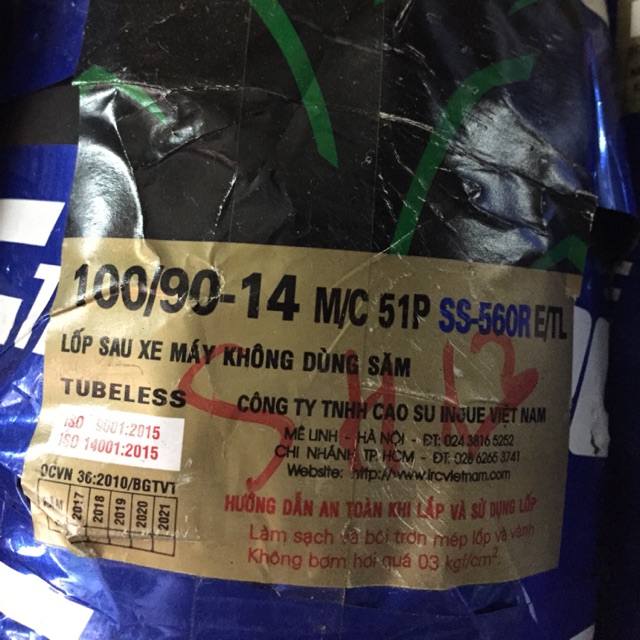 100/90-14 M/C 51P SS-560R E/TL
LỐP SAU XE MÁY KHÔNG DÙNG SĂM
TUBELESS
CÔNG TY TNHH CAO SU INOUE VIỆT NAM
ISO 9001:2015
ISO 14001:2015
MÊ LINH - HÀ NỘI - ĐT: 024 3816 5252
CHI NHÁNH TP. HCM - ĐT: 028 6265 3741
Website: http://www.ircvietnam.com
QCVN 36:2010/BGTVT
NĂM 2017 2018 2019 2020 2021
HƯỚNG DẪN AN TOÀN KHI LẮP VÀ SỬ DỤNG LỐP
Làm sạch và bôi trơn mép lốp và vành
Không bơm hơi quá 03 kgf/cm².
SH